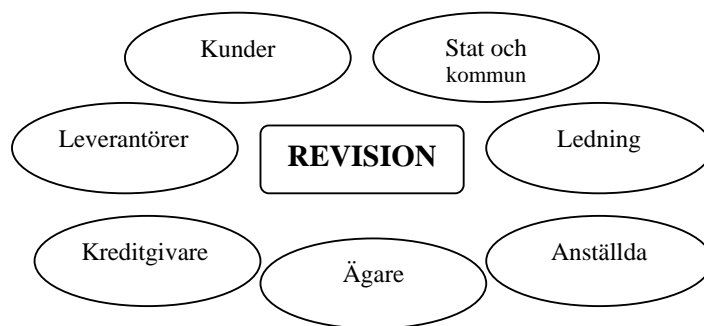 Kunder
Stat och
kommun
Leverantörer
REVISION
Ledning
Kreditgivare
Ägare
Anställda